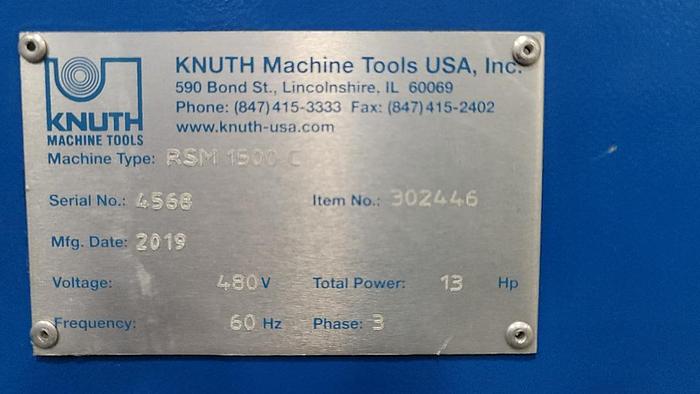 KNUTH Machine Tools USA, Inc.
590 Bond St., Lincolnshire, IL 60069
Phone: (847) 415-3333 Fax: (847) 415-2402
www.knuth-usa.com
KNUTH
MACHINE TOOLS
Machine Type: RSM 1500 C
Serial No.: 4568 Item No.: 302446
Mfg. Date: 2019
Voltage: 480 V Total Power: 13 Hp
Frequency: 60 Hz Phase: 3